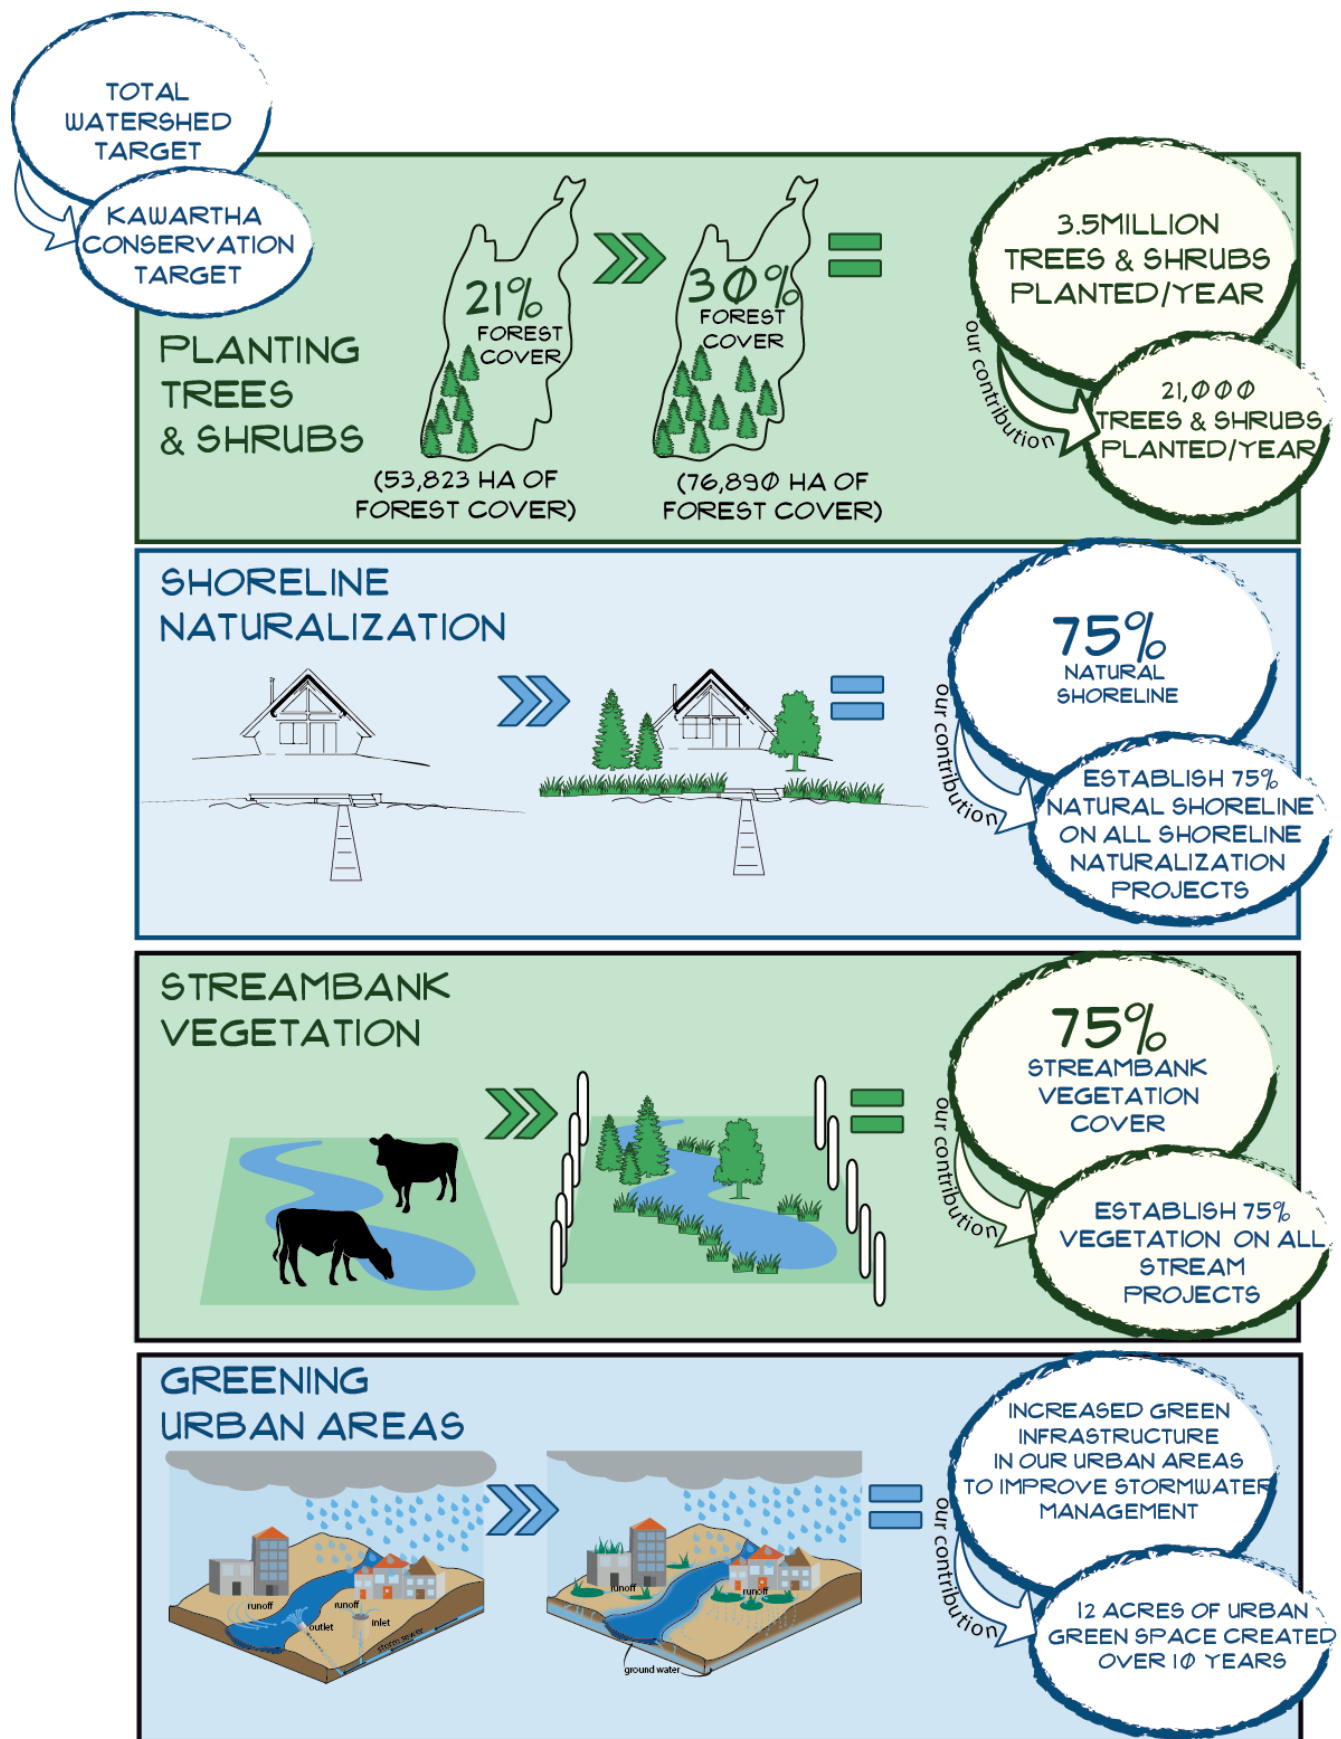 TOTAL
WATERSHED
TARGET
KAWARTHA
CONSERVATION
TARGET
PLANTING
TREES
& SHRUBS
21%
FOREST
COVER
(53,823 HA OF
FOREST COVER)
30%
FOREST
COVER
(76,890 HA OF
FOREST COVER)
3.5MILLION
TREES & SHRUBS
PLANTED/YEAR
our contribution
21,000
TREES & SHRUBS
PLANTED/YEAR
SHORELINE
NATURALIZATION
75%
NATURAL
SHORELINE
our contribution
ESTABLISH 75%
NATURAL SHORELINE
ON ALL SHORELINE
NATURALIZATION
PROJECTS
STREAMBANK
VEGETATION
75%
STREAMBANK
VEGETATION
COVER
our contribution
ESTABLISH 75%
VEGETATION ON ALL
STREAM
PROJECTS
GREENING
URBAN AREAS
runoff
outlet
runoff
inlet
storm sewer
runoff
runoff
ground water
INCREASED GREEN
INFRASTRUCTURE
IN OUR URBAN AREAS
TO IMPROVE STORMWATER
MANAGEMENT
our contribution
12 ACRES OF URBAN
GREEN SPACE CREATED
OVER 10 YEARS